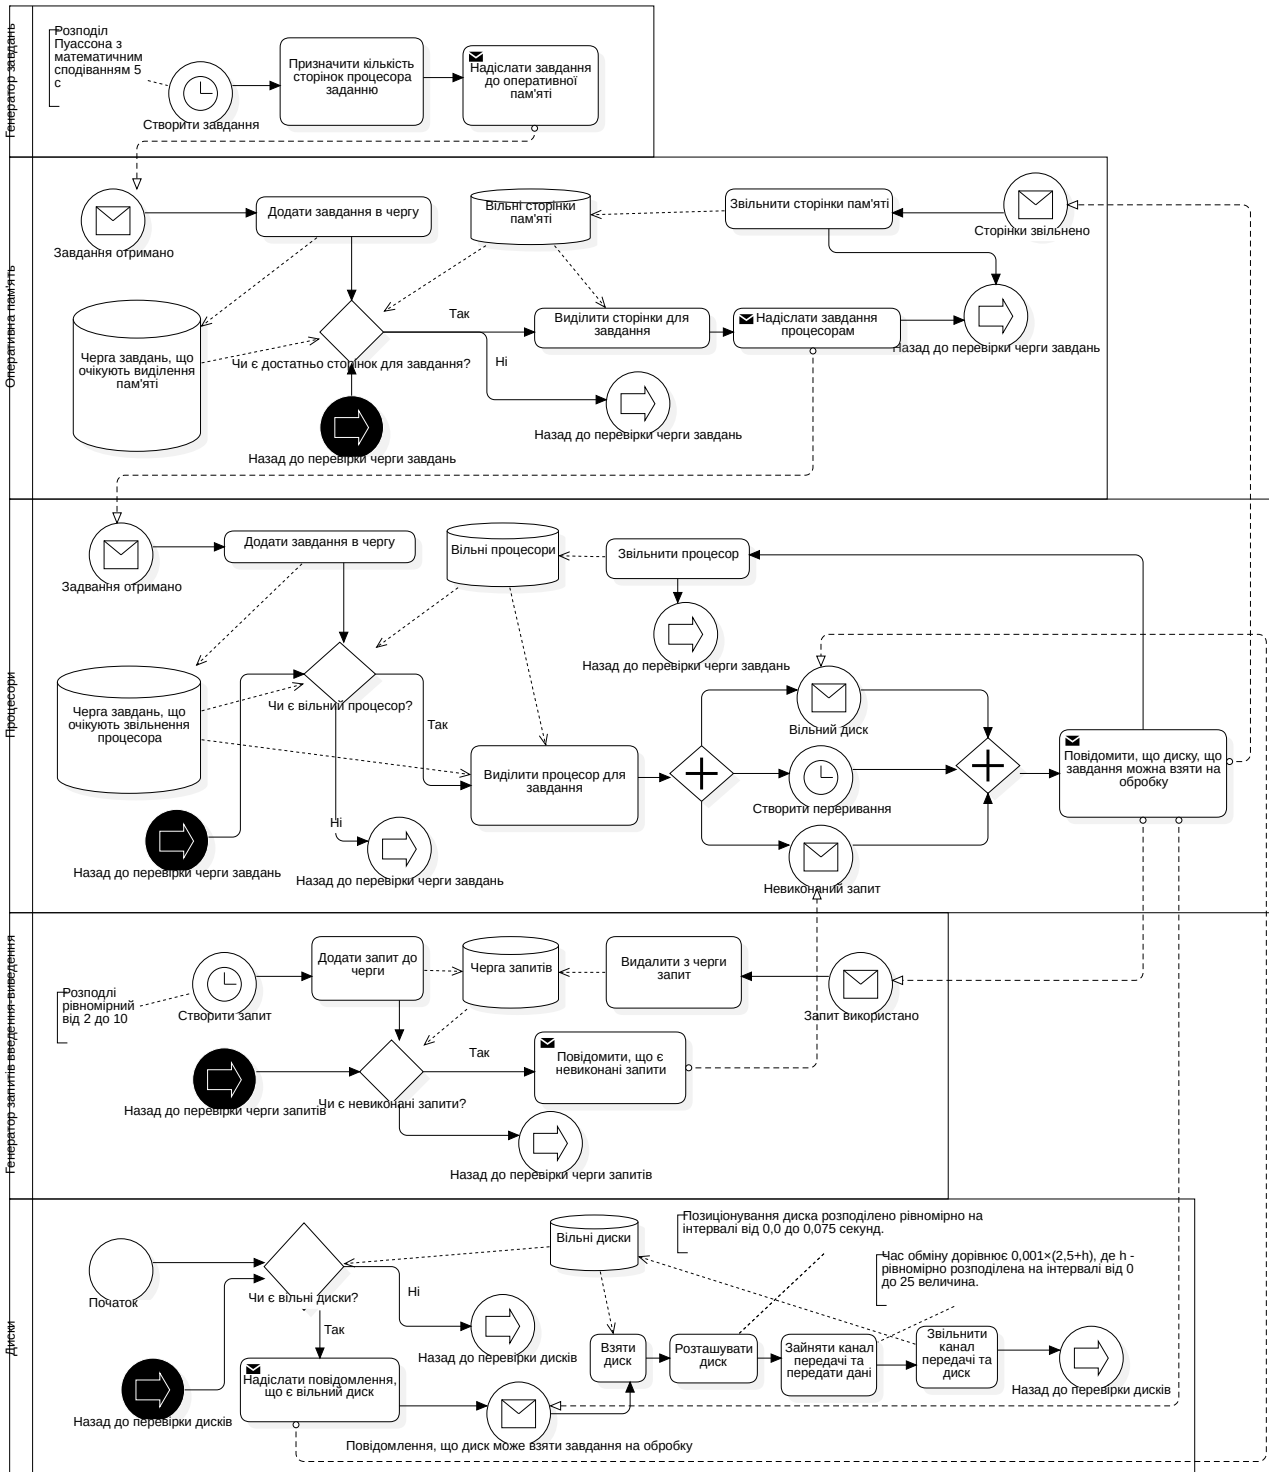 Генератор завдань
Розподіл
Пуассона з
математичним
сподіванням 5
с
Створити завдання
Призначити кількість
сторінок процесора
заданню
Надіслати завдання
до оперативної
пам'яті
Оперативна пам'ять
Завдання отримано
Додати завдання в чергу
Вільні сторінки
пам'яті
Звільнити сторінки пам'яті
Сторінки звільнено
Черга завдань, що
очікують виділення
пам'яті
Чи є достатньо сторінок для завдання?
Так
Ні
Виділити сторінки для
завдання
Надіслати завдання
процесорам
Назад до перевірки черги завдань
Назад до перевірки черги завдань
Назад до перевірки черги завдань
Процесори
Задвання отримано
Додати завдання в чергу
Вільні процесори
Звільнити процесор
Назад до перевірки черги завдань
Черга завдань, що
очікують звільнення
процесора
Чи є вільний процесор?
Так
Ні
Виділити процесор для
завдання
Вільний диск
Створити переривання
Невиконаний запит
Повідомити, що диску, що
завдання можна взяти на
обробку
Назад до перевірки черги завдань
Назад до перевірки черги завдань
Генератор запитів введення-виведення
Розподлі
рівномірний
від 2 до 10
Створити запит
Додати запит до
черги
Черга запитів
Видалити з черги
запит
Запит використано
Назад до перевірки черги запитів
Чи є невиконані запити?
Так
Повідомити, що є
невиконані запити
Назад до перевірки черги запитів
Диски
Початок
Чи є вільні диски?
Ні
Так
Вільні диски
Позиціонування диска розподілено рівномірно на
інтервалі від 0,0 до 0,075 секунд.
Час обміну дорівнює 0,001×(2,5+h), де h -
рівномірно розподілена на інтервалі від 0
до 25 величина.
Назад до перевірки дисків
Надіслати повідомлення,
що є вільний диск
Назад до перевірки дисків
Взяти
диск
Розташувати
диск
Зайняти канал
передачі та
передати дані
Звільнити
канал
передачі та
диск
Назад до перевірки дисків
Повідомлення, що диск може взяти завдання на обробку